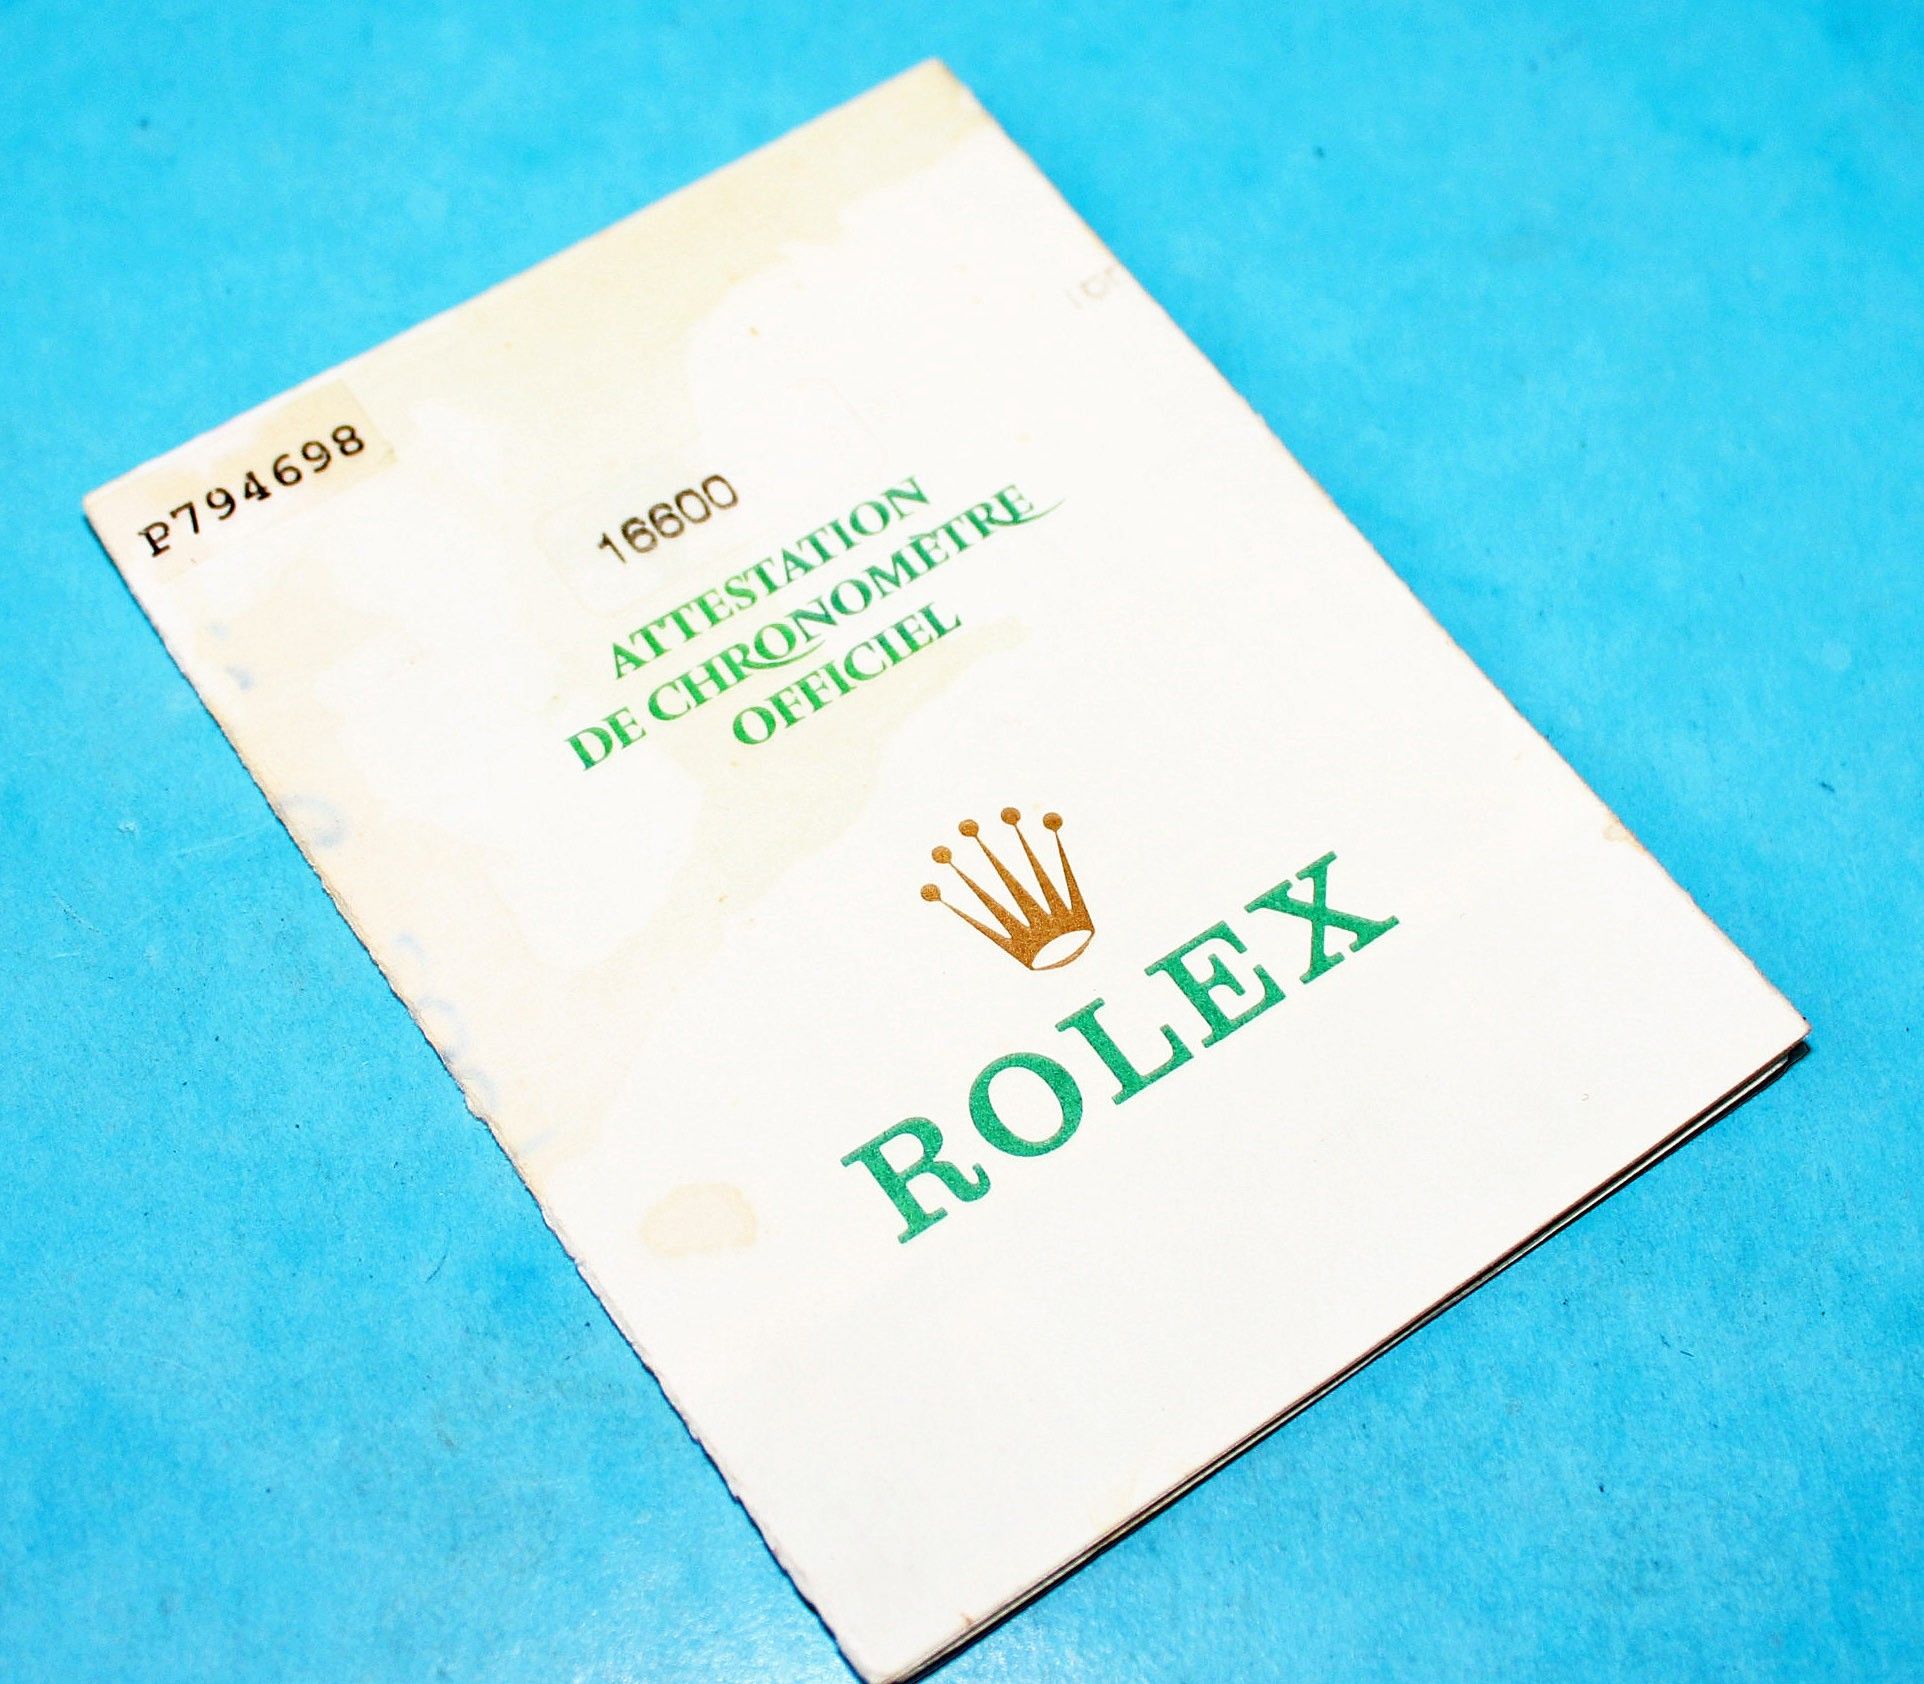 P794698
16600
ATTESTATION
DE CHRONOMÈTRE
OFFICIEL
ROLEX